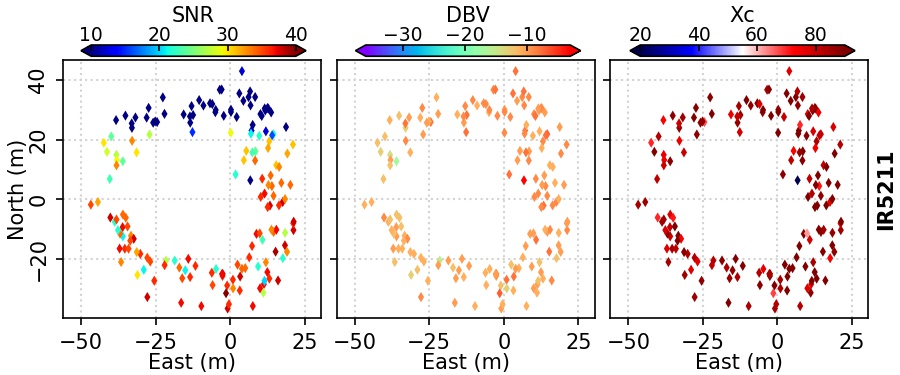 SNR DBV Xc
10 20 30 40 −30 −20 −10 20 40 60 80
40
20
0
−20
North (m)
IR5211
−50 −25 0 25 −50 −25 0 25 −50 −25 0 25
East (m) East (m) East (m)